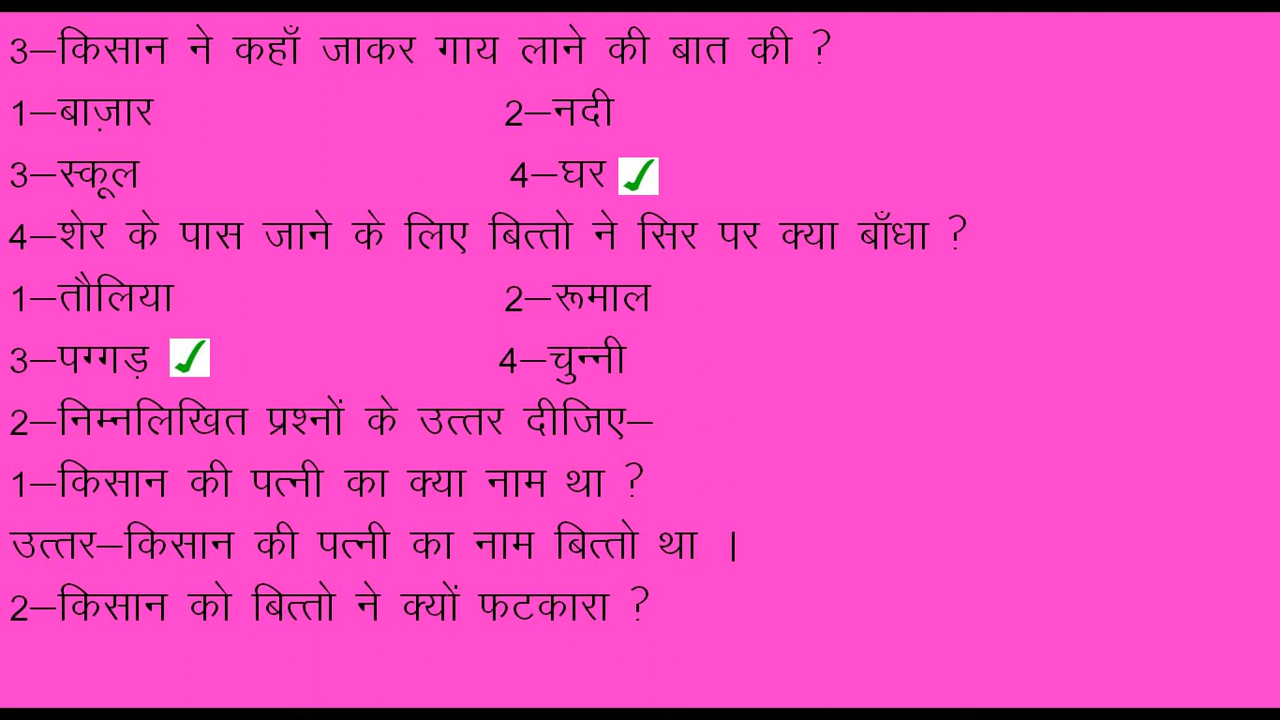 3–किसान ने कहाँ जाकर गाय लाने की बात की ?
1–बाज़ार 2–नदी
3–स्कूल 4–घर ✓
4–शेर के पास जाने के लिए बित्तो ने सिर पर क्या बाँधा ?
1–तौलिया 2–रूमाल
3–पग्गड़ ✓ 4–चुन्नी
2–निम्नलिखित प्रश्नों के उत्तर दीजिए–
1–किसान की पत्नी का क्या नाम था ?
उत्तर–किसान की पत्नी का नाम बित्तो था ।
2–किसान को बित्तो ने क्यों फटकारा ?